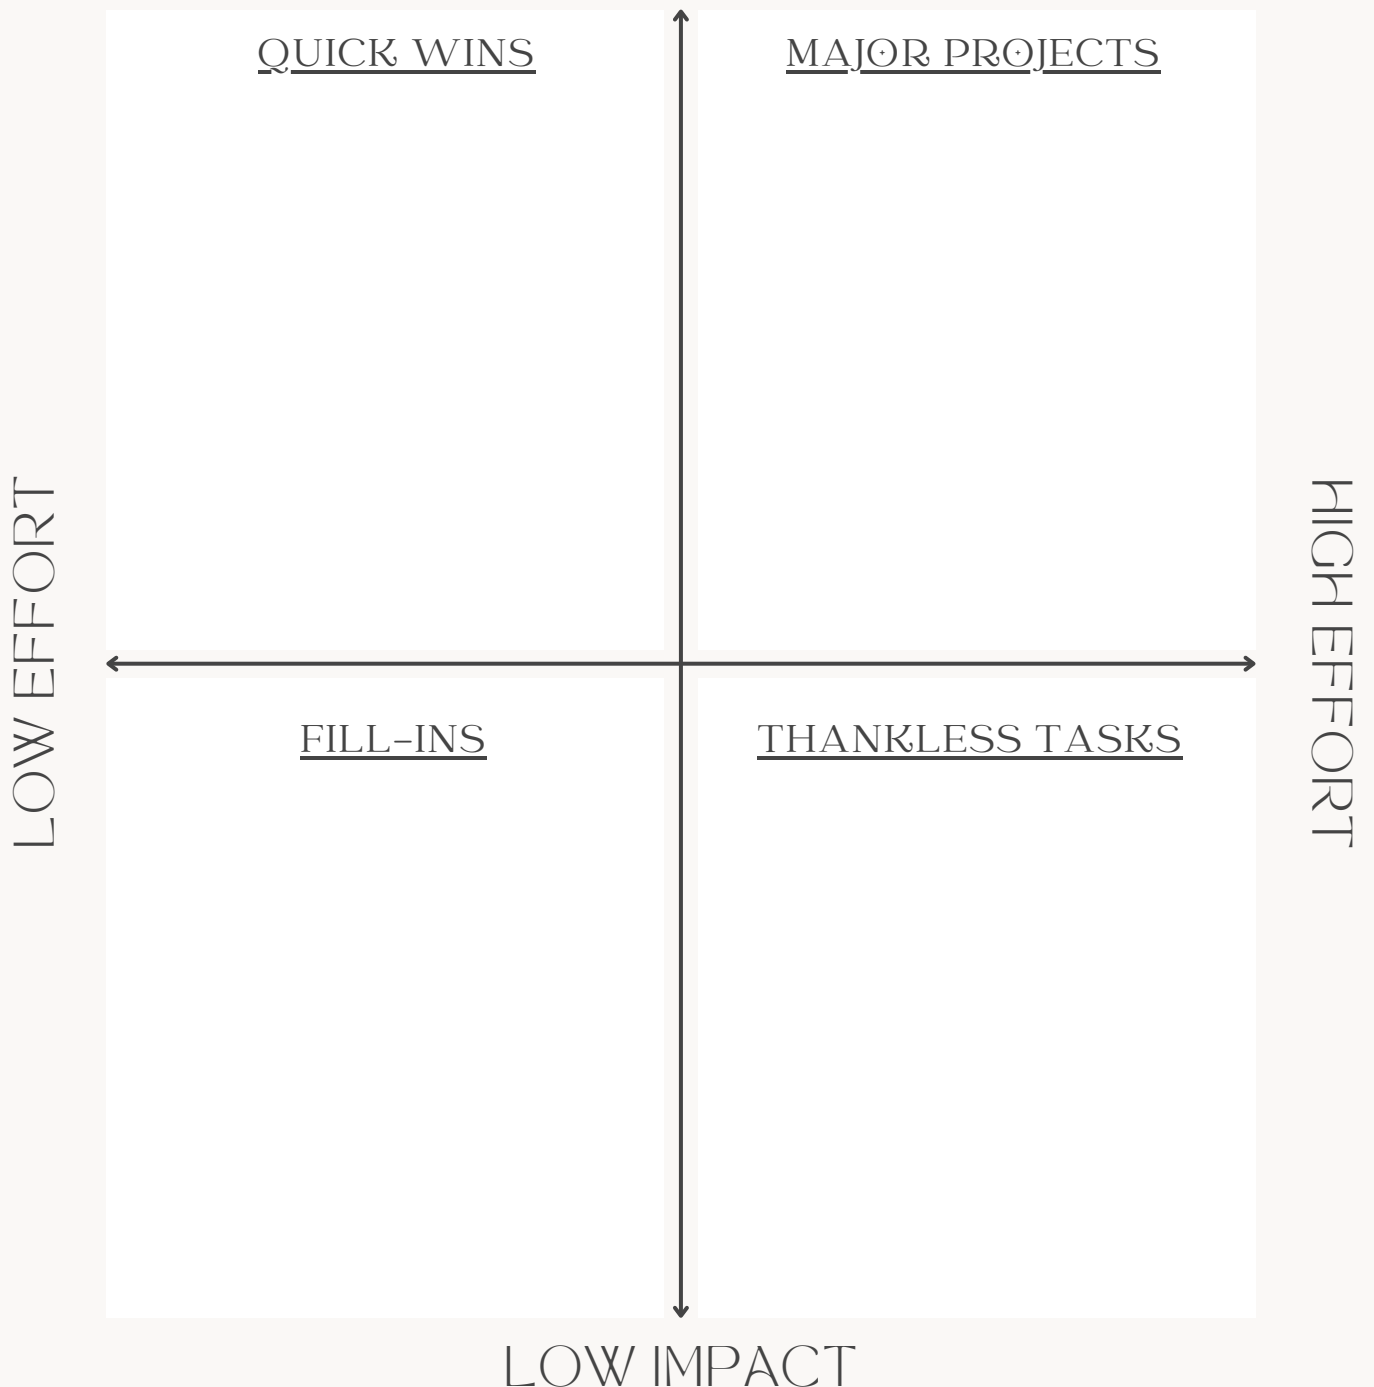 QUICK WINS
MAJOR PROJECTS
LOW EFFORT
HIGH EFFORT
FILL-INS
THANKLESS TASKS
LOW IMPACT